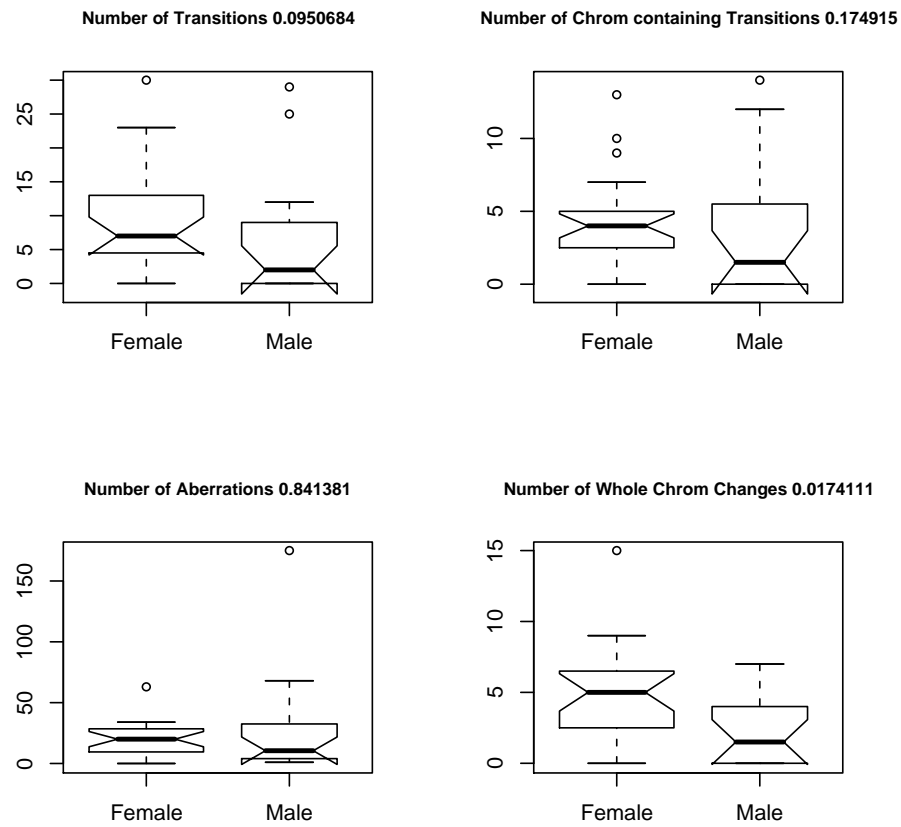 Number of Transitions 0.0950684
25
15
5
0
Female Male
Number of Chrom containing Transitions 0.174915
10
5
0
Female Male
Number of Aberrations 0.841381
150
100
50
0
Female Male
Number of Whole Chrom Changes 0.0174111
15
10
5
0
Female Male